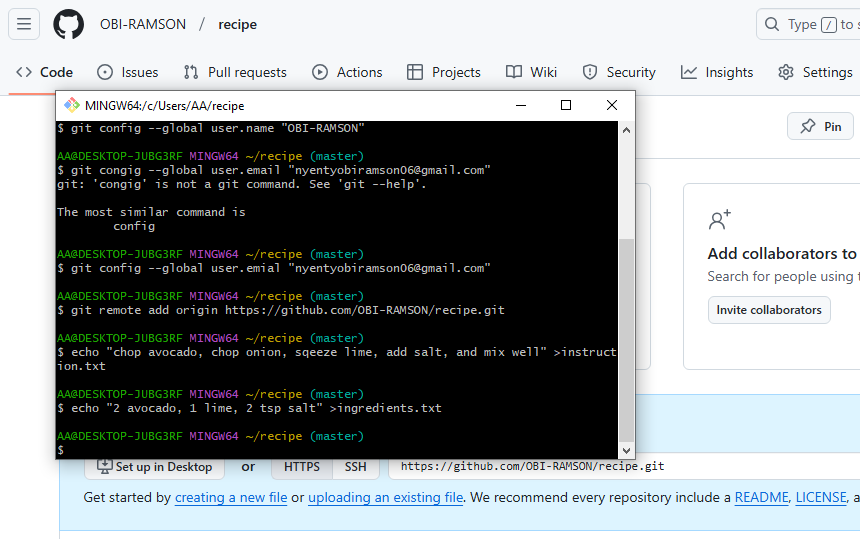 OBI-RAMSON / recipe
Type / to s
Code Issues Pull requests Actions Projects Wiki Security Insights Settings
MINGW64:/c/Users/AA/recipe
Pin
$ git config --global user.name "OBI-RAMSON"
AA@DESKTOP-JUBG3RF MINGW64 ~/recipe (master)
$ git congig --global user.email "nyentyobiramson06@gmail.com"
git: 'congig' is not a git command. See 'git --help'.
The most similar command is
config
AA@DESKTOP-JUBG3RF MINGW64 ~/recipe (master)
$ git config --global user.emial "nyentyobiramson06@gmail.com"
AA@DESKTOP-JUBG3RF MINGW64 ~/recipe (master)
$ git remote add origin https://github.com/OBI-RAMSON/recipe.git
AA@DESKTOP-JUBG3RF MINGW64 ~/recipe (master)
$ echo "chop avocado, chop onion, sqeeze lime, add salt, and mix well" >instruct
ion.txt
AA@DESKTOP-JUBG3RF MINGW64 ~/recipe (master)
$ echo "2 avocado, 1 lime, 2 tsp salt" >ingredients.txt
AA@DESKTOP-JUBG3RF MINGW64 ~/recipe (master)
$
Add collaborators to
Search for people using
Invite collaborators
Set up in Desktop or HTTPS SSH https://github.com/OBI-RAMSON/recipe.git
Get started by creating a new file or uploading an existing file. We recommend every repository include a README, LICENSE, a